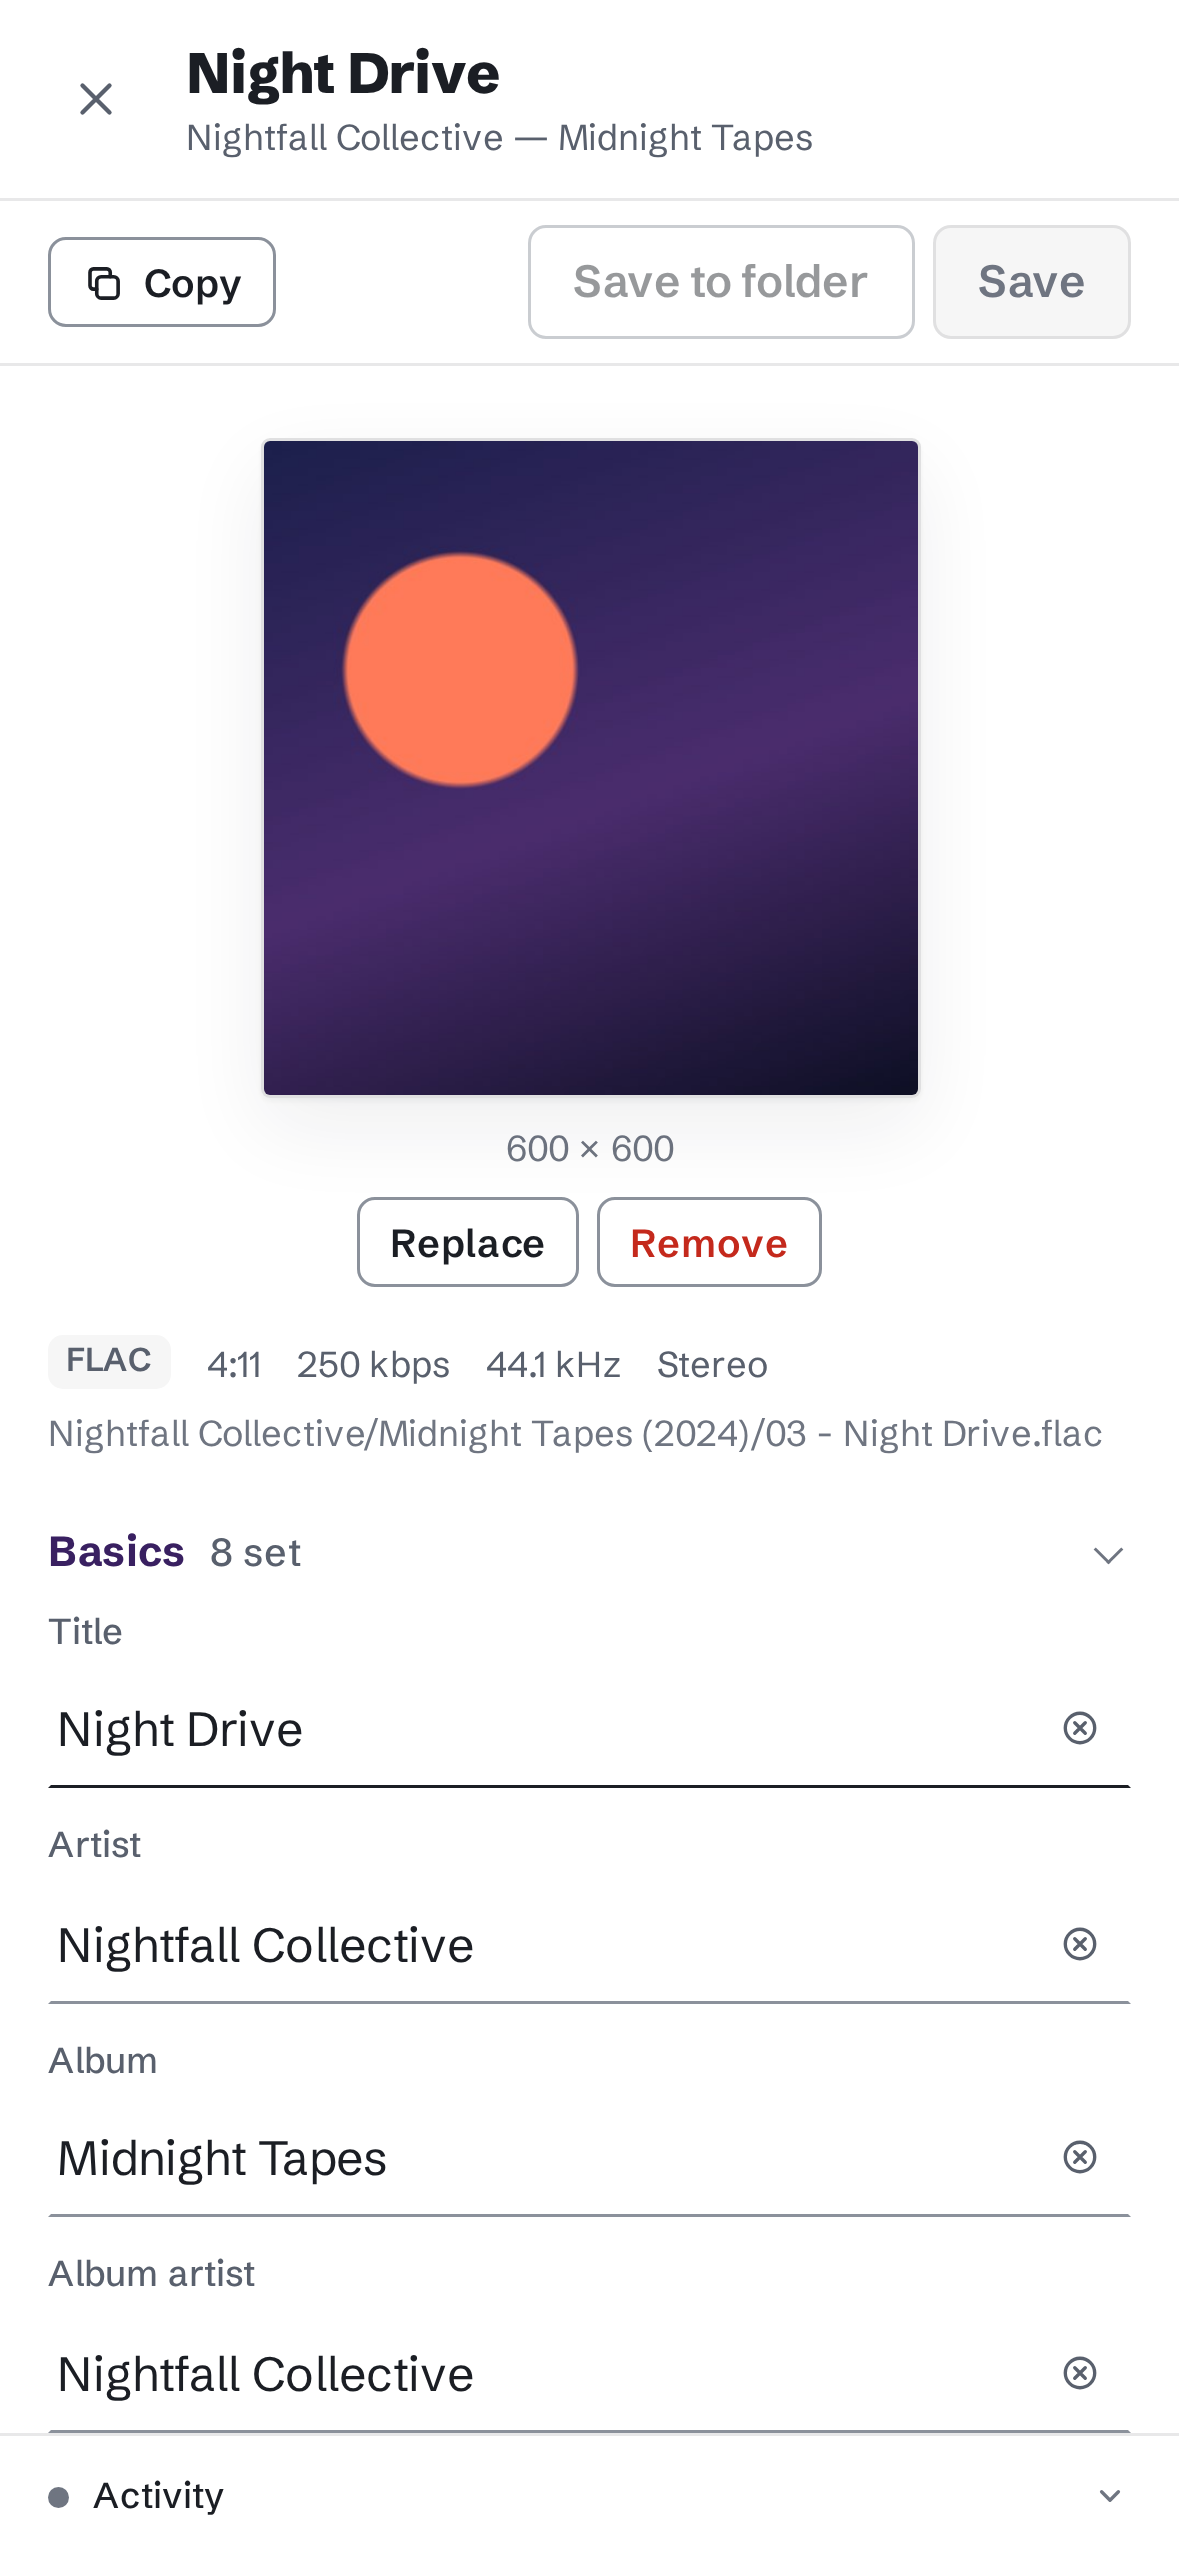 Night Drive
Nightfall Collective — Midnight Tapes
Copy
Save to folder
Save
600 × 600
Replace
Remove
FLAC 4:11 250 kbps 44.1 kHz Stereo
Nightfall Collective/Midnight Tapes (2024)/03 - Night Drive.flac
Basics 8 set
Title
Night Drive
Artist
Nightfall Collective
Album
Midnight Tapes
Album artist
Nightfall Collective
Activity